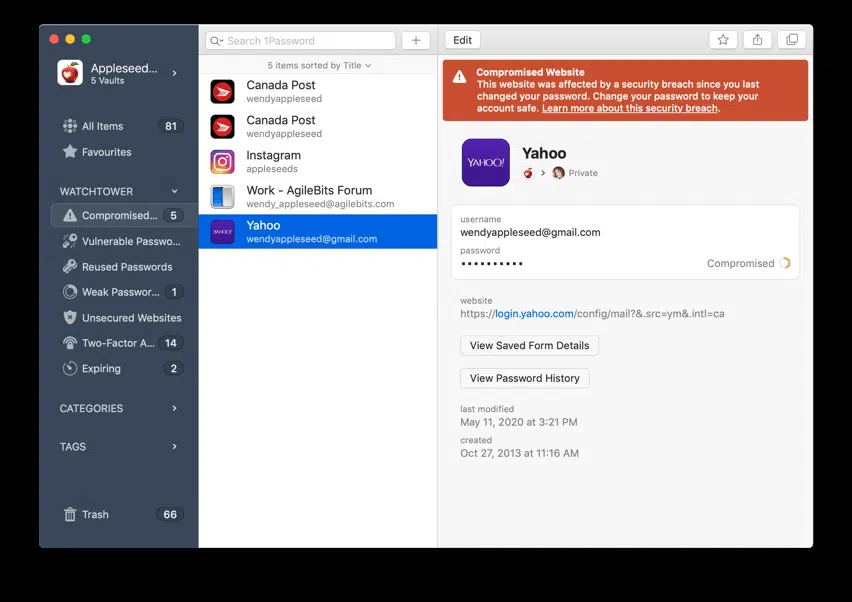 Appleseed...
5 Vaults
All Items 81
Favourites
WATCHTOWER
Compromised... 5
Vulnerable Passwo...
Reused Passwords
Weak Passwor... 1
Unsecured Websites
Two-Factor A... 14
Expiring 2
CATEGORIES
TAGS
Trash 66
Search 1Password
5 items sorted by Title
Canada Post
wendyappleseed
Canada Post
wendyappleseed
Instagram
appleseeds
Work - AgileBits Forum
wendy_appleseed@agilebits.com
YAHOO!
Yahoo
wendyappleseed@gmail.com
Edit
Compromised Website
This website was affected by a security breach since you last
changed your password. Change your password to keep your
account safe. Learn more about this security breach.
YAHOO!
Yahoo
Private
username
wendyappleseed@gmail.com
password
••••••••••
Compromised
website
https://login.yahoo.com/config/mail?&.src=ym&.intl=ca
View Saved Form Details
View Password History
last modified
May 11, 2020 at 3:21 PM
created
Oct 27, 2013 at 11:16 AM